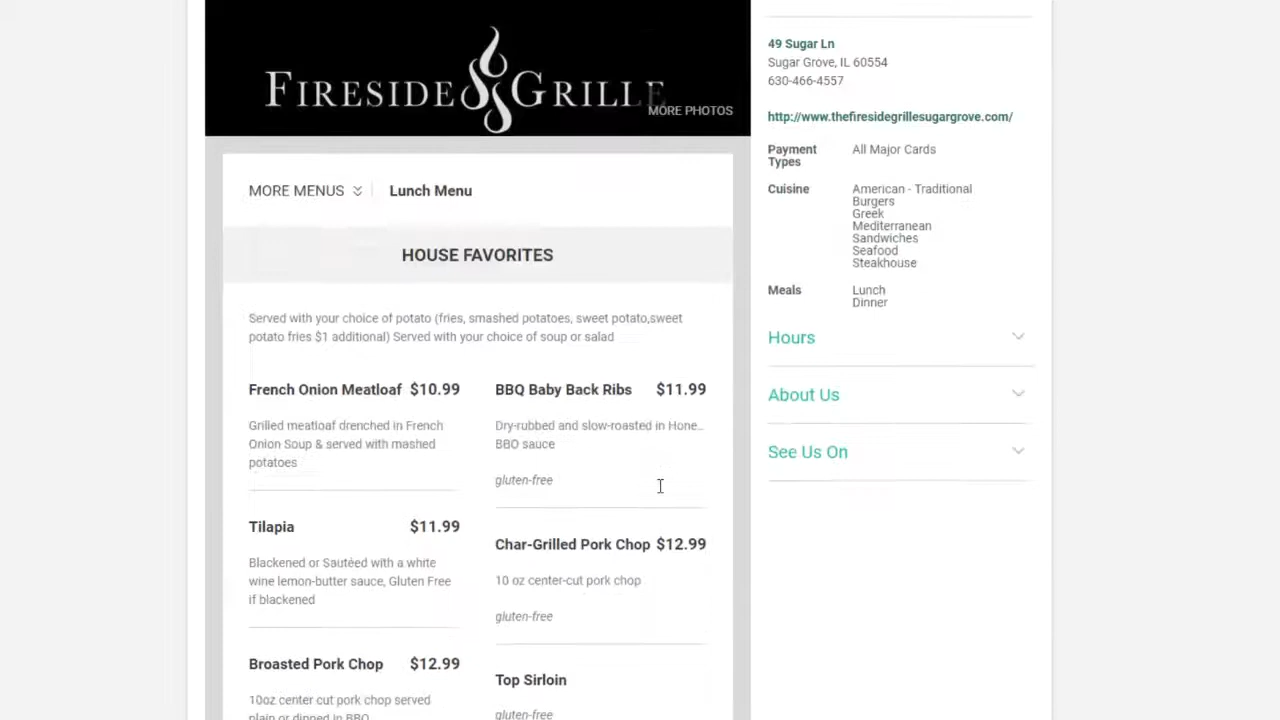 FIRESIDE GRILLE
MORE PHOTOS
MORE MENUS
Lunch Menu
HOUSE FAVORITES
Served with your choice of potato (fries, smashed potatoes, sweet potato,sweet
potato fries $1 additional) Served with your choice of soup or salad
French Onion Meatloaf $10.99
Grilled meatloaf drenched in French
Onion Soup & served with mashed
potatoes
Tilapia $11.99
Blackened or Sautéed with a white
wine lemon-butter sauce, Gluten Free
if blackened
Broasted Pork Chop $12.99
10oz center cut pork chop served
plain or dipped in BBQ
BBQ Baby Back Ribs $11.99
Dry-rubbed and slow-roasted in Hone..
BBQ sauce
gluten-free
Char-Grilled Pork Chop $12.99
10 oz center-cut pork chop
gluten-free
Top Sirloin
gluten-free
49 Sugar Ln
Sugar Grove, IL 60554
630-466-4557
http://www.thefiresidegrillesugargrove.com/
Payment
Types
All Major Cards
Cuisine
American - Traditional
Burgers
Greek
Mediterranean
Sandwiches
Seafood
Steakhouse
Meals
Lunch
Dinner
Hours
About Us
See Us On